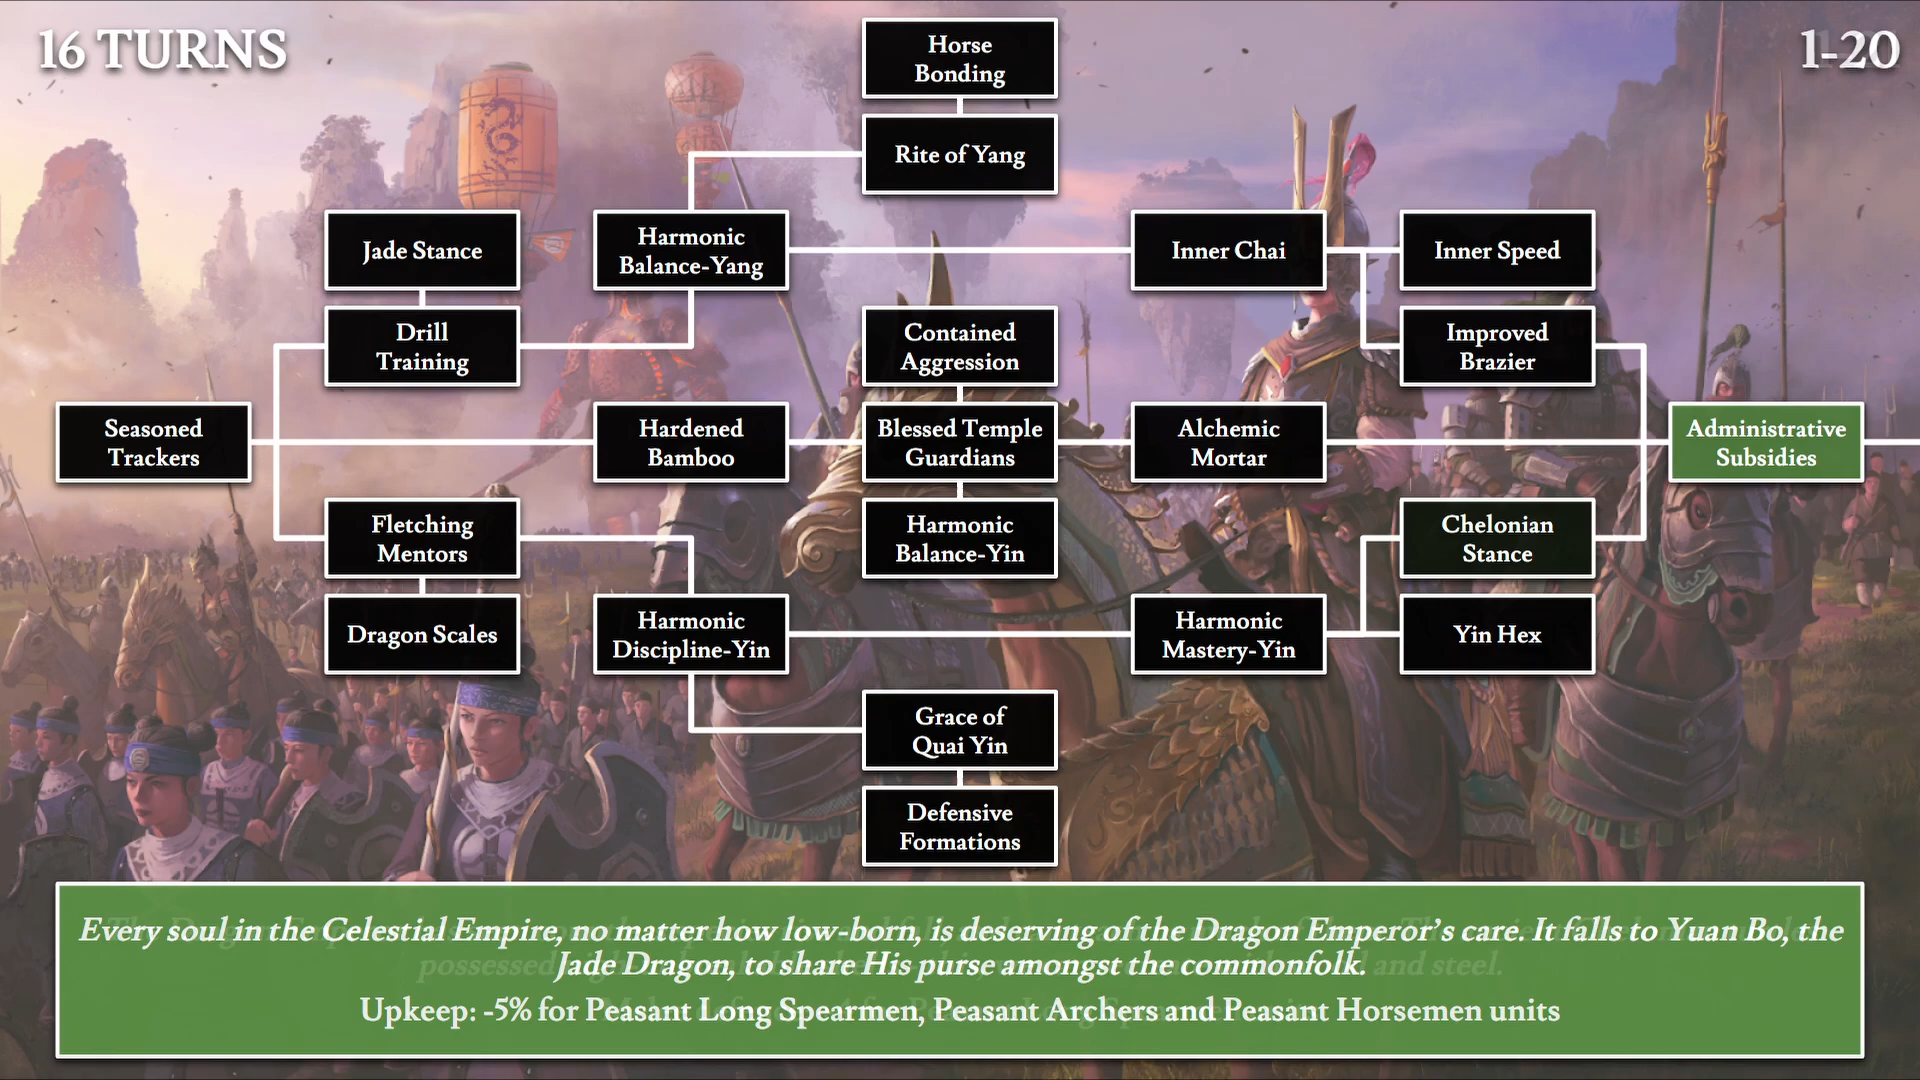 16 TURNS
1-20
Horse
Bonding
Rite of Yang
Jade Stance
Harmonic
Balance-Yang
Inner Chai
Inner Speed
Drill
Training
Contained
Aggression
Improved
Brazier
Seasoned
Trackers
Hardened
Bamboo
Blessed Temple
Guardians
Alchemic
Mortar
Administrative
Subsidies
Fletching
Mentors
Harmonic
Balance-Yin
Chelonian
Stance
Dragon Scales
Harmonic
Discipline-Yin
Harmonic
Mastery-Yin
Yin Hex
Grace of
Quai Yin
Defensive
Formations
Every soul in the Celestial Empire, no matter how low-born, is deserving of the Dragon Emperor's care. It falls to Yuan Bo, the
Jade Dragon, to share His purse amongst the commonfolk.
Upkeep: -5% for Peasant Long Spearmen, Peasant Archers and Peasant Horsemen units
possessed
and steel.